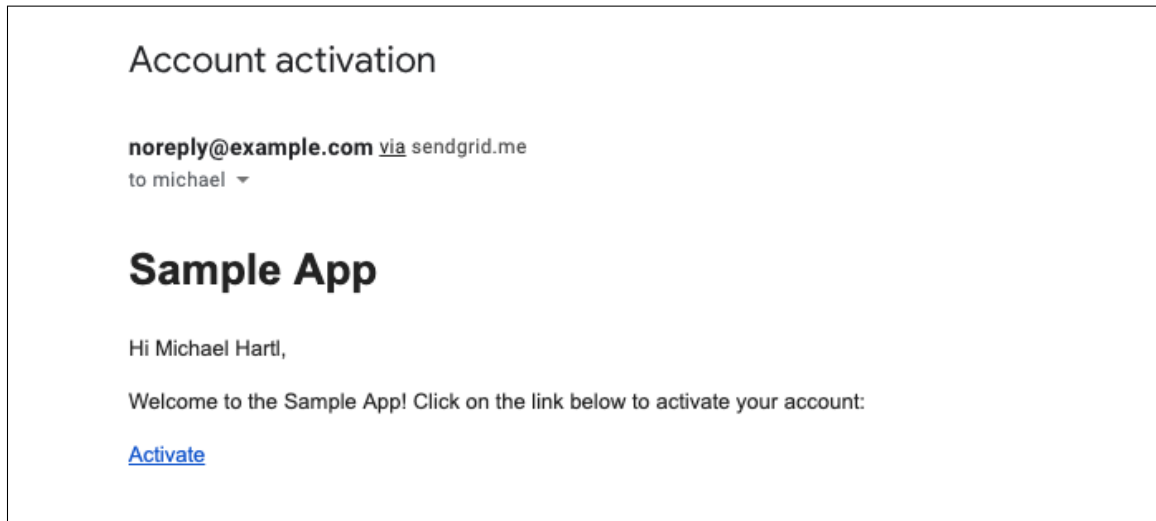 Account activation
noreply@example.com via sendgrid.me
to michael
Sample App
Hi Michael Hartl,
Welcome to the Sample App! Click on the link below to activate your account:
Activate